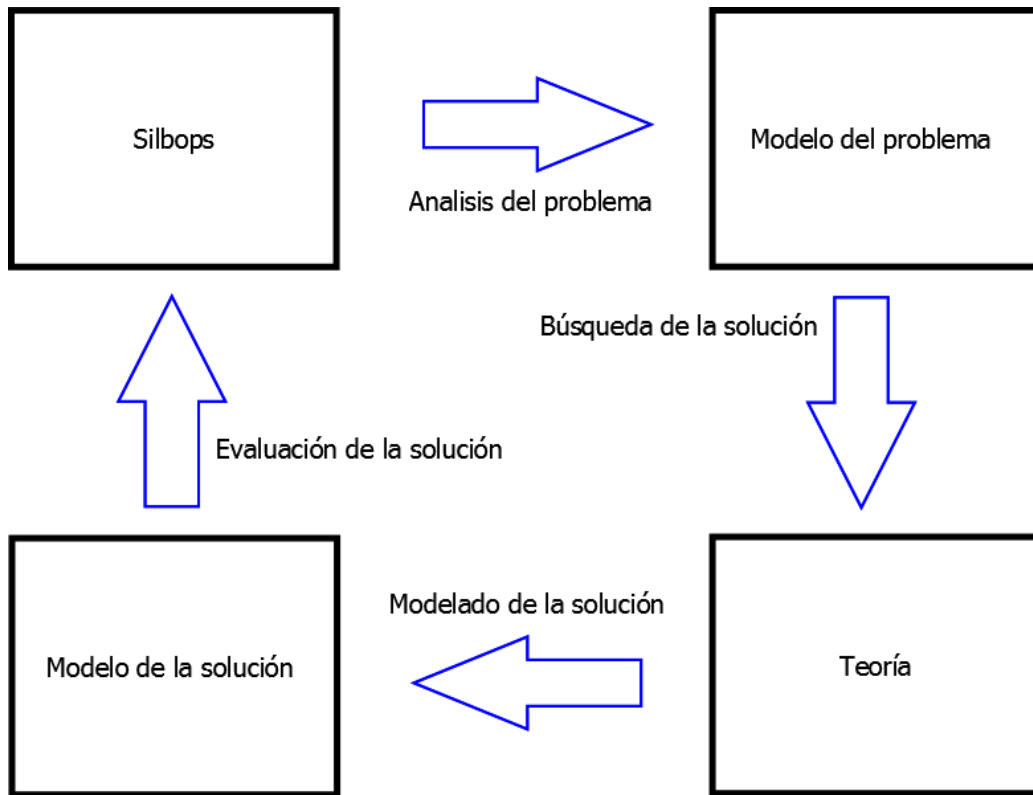 Silbops
Modelo del problema
Analisis del problema
Búsqueda de la solución
Evaluación de la solución
Modelado de la solución
Modelo de la solución
Teoría